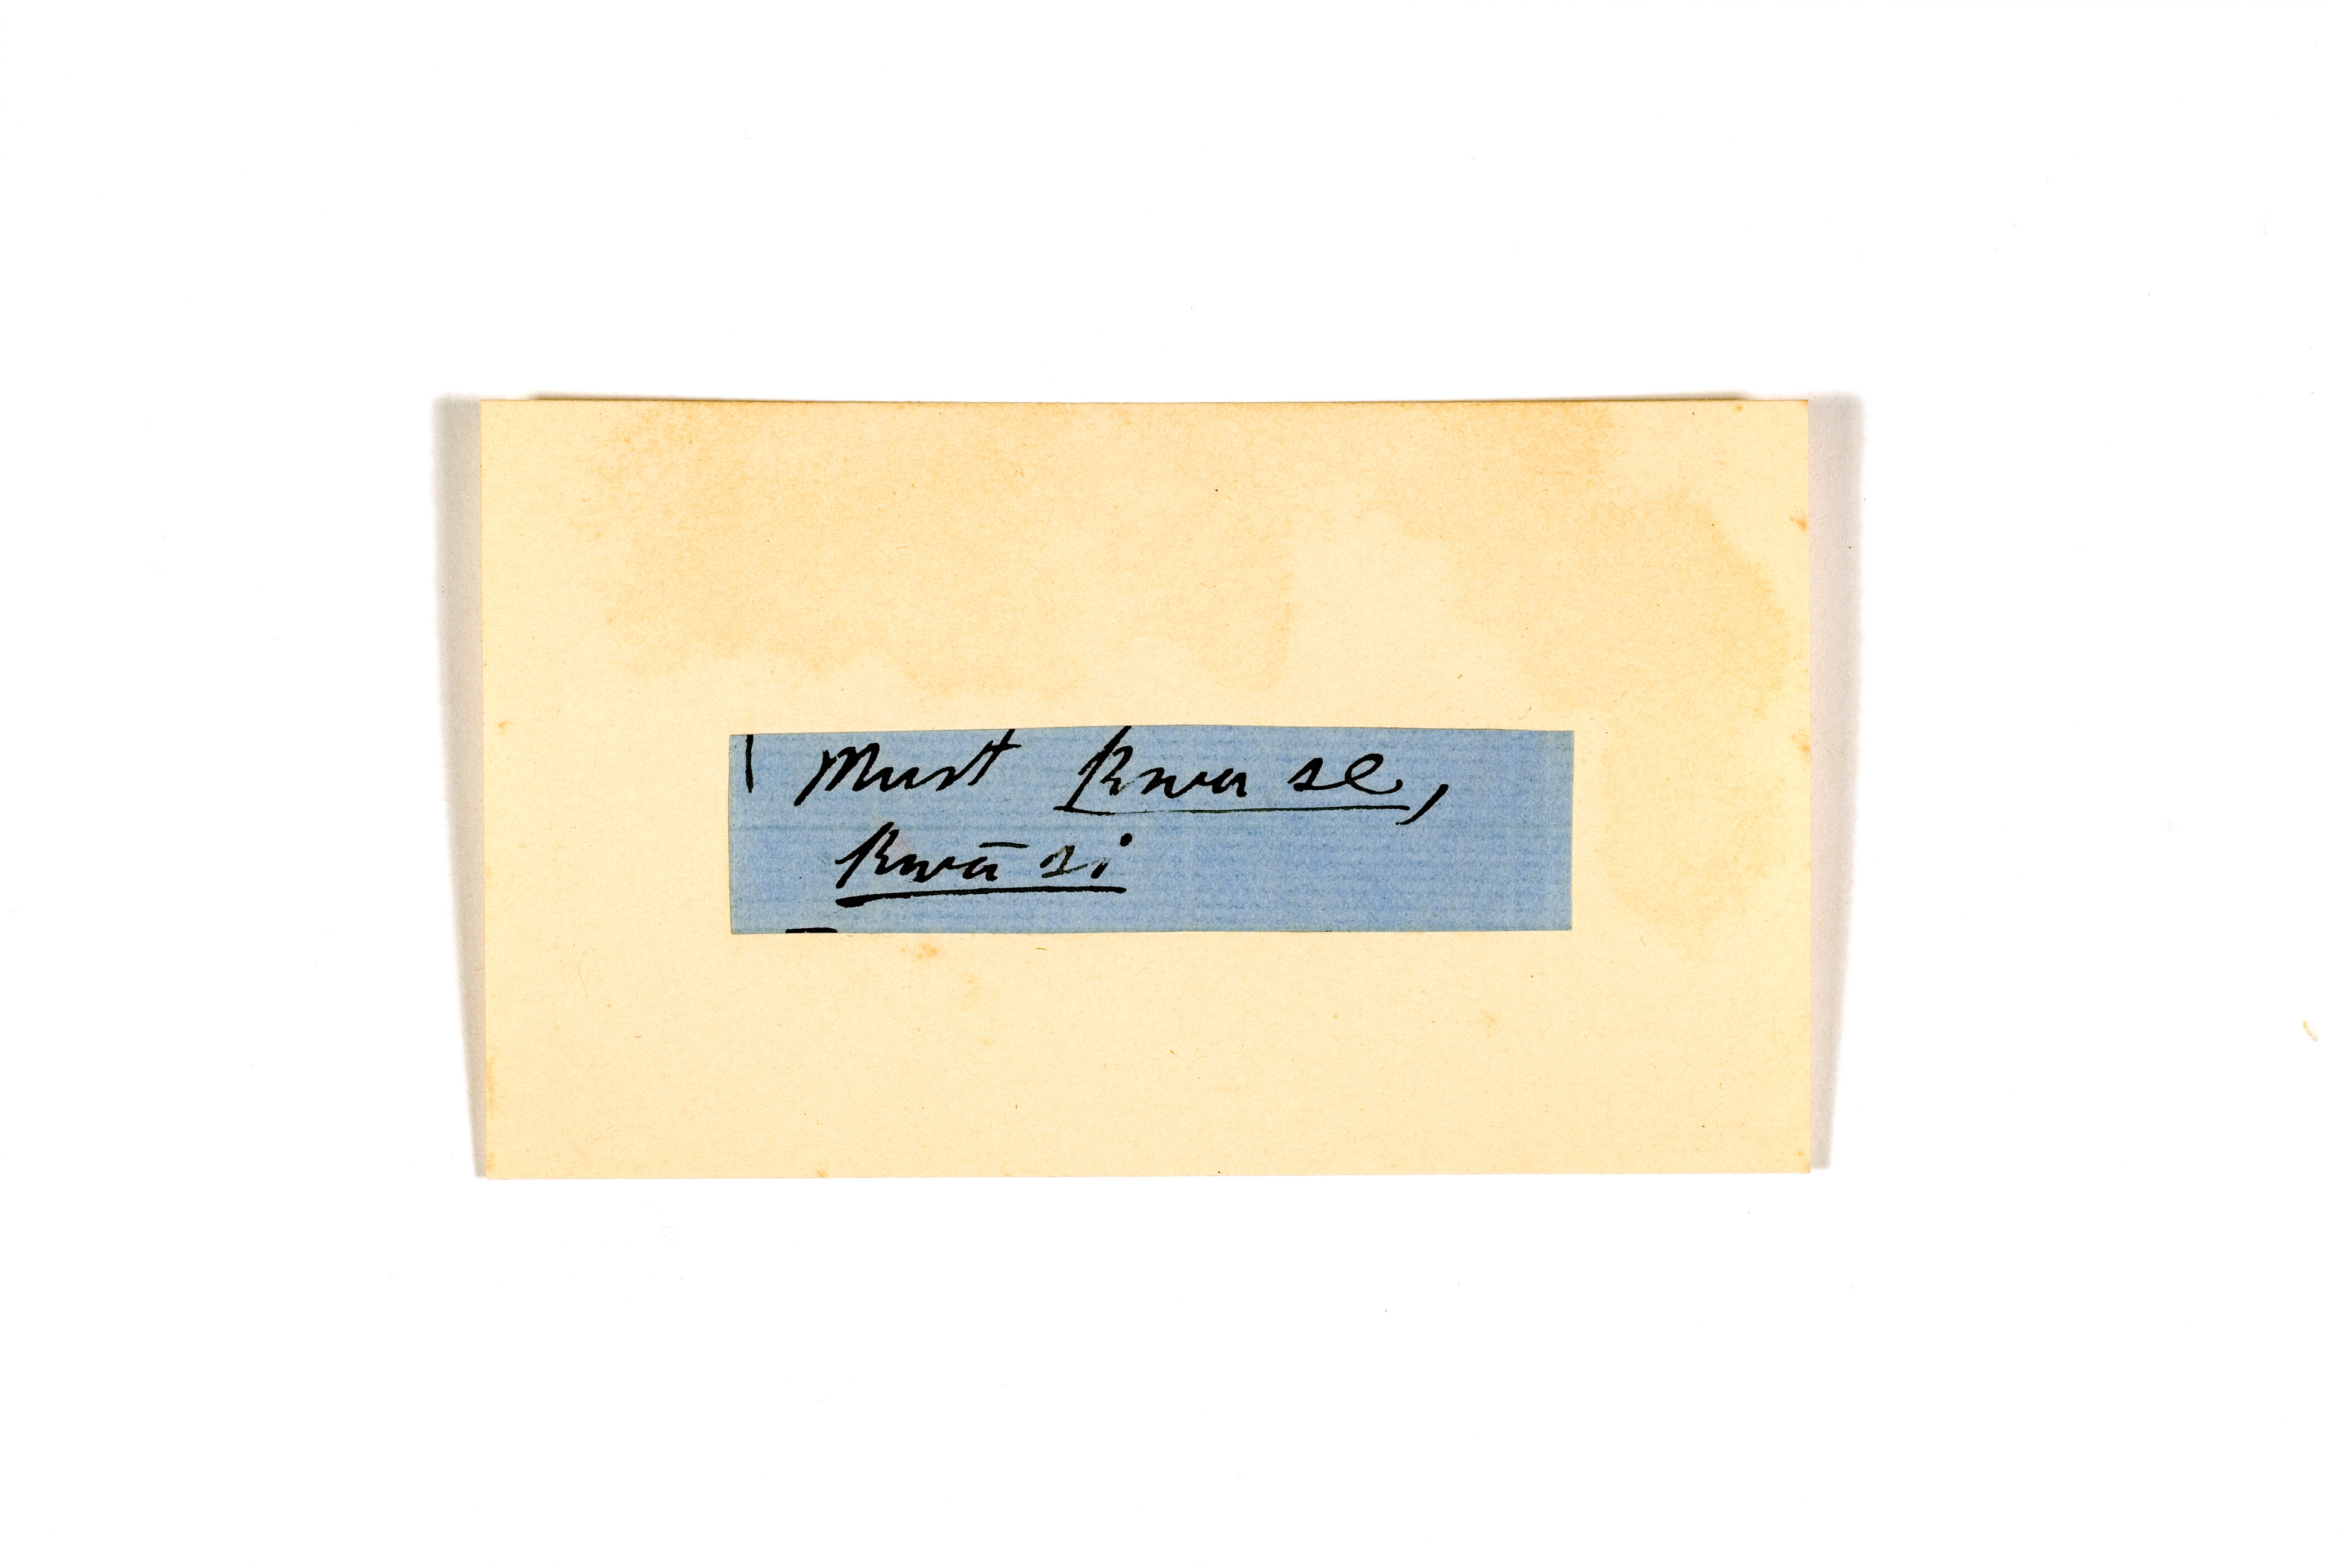 Must kwa se,
kwā si